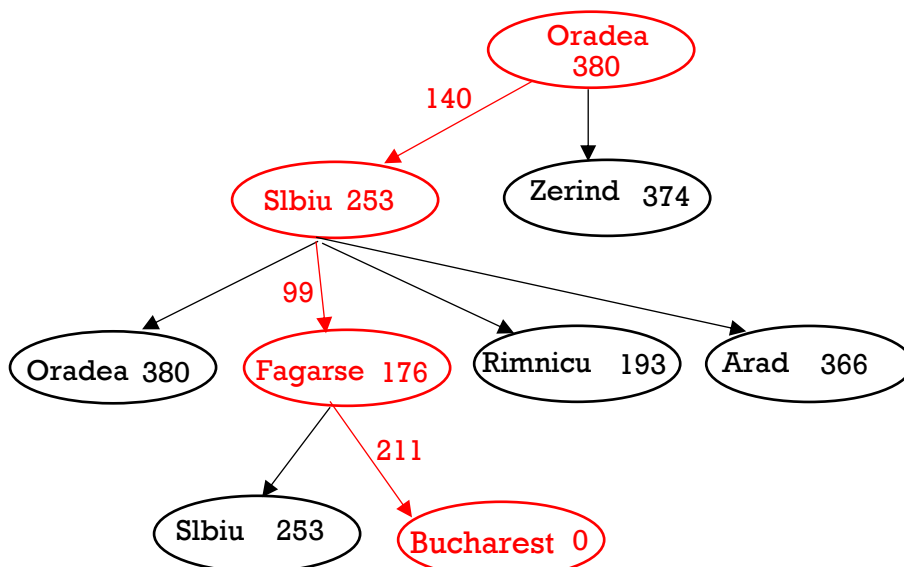 Oradea
380
140
Slbiu 253
Zerind 374
99
Oradea 380
Fagarse 176
Rimnicu 193
Arad 366
211
Slbiu 253
Bucharest 0